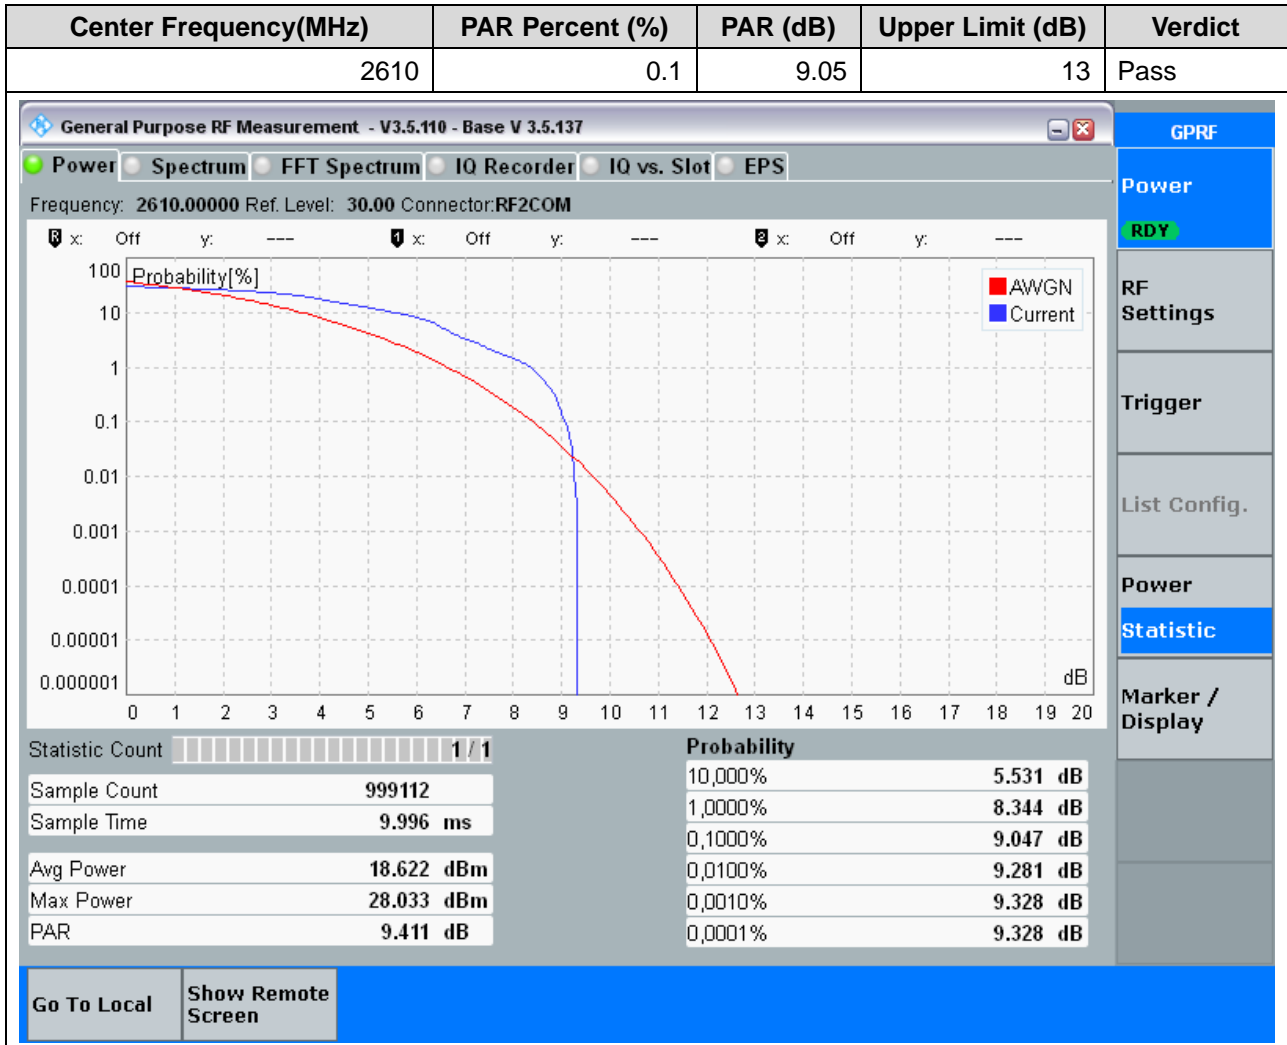 Center Frequency(MHz) PAR Percent (%) PAR (dB) Upper Limit (dB) Verdict
2610 0.1 9.05 13 Pass
General Purpose RF Measurement - V3.5.110 - Base V 3.5.137
GPRF
Power Spectrum FFT Spectrum IQ Recorder IQ vs. Slot EPS
Power
RDY
Frequency: 2610.00000 Ref. Level: 30.00 Connector:RF2COM
R x: Off y: --- 1 x: Off y: --- 2 x: Off y: ---
Probability[%]
AWGN
Current
100
10
1
0.1
0.01
0.001
0.0001
0.00001
0.000001
dB
0 1 2 3 4 5 6 7 8 9 10 11 12 13 14 15 16 17 18 19 20
RF
Settings
Trigger
List Config.
Power
Statistic
Marker /
Display
Statistic Count 1 / 1
Sample Count 999112
Sample Time 9.996 ms
Avg Power 18.622 dBm
Max Power 28.033 dBm
PAR 9.411 dB
Probability
10,000% 5.531 dB
1,0000% 8.344 dB
0,1000% 9.047 dB
0,0100% 9.281 dB
0,0010% 9.328 dB
0,0001% 9.328 dB
Go To Local
Show Remote
Screen